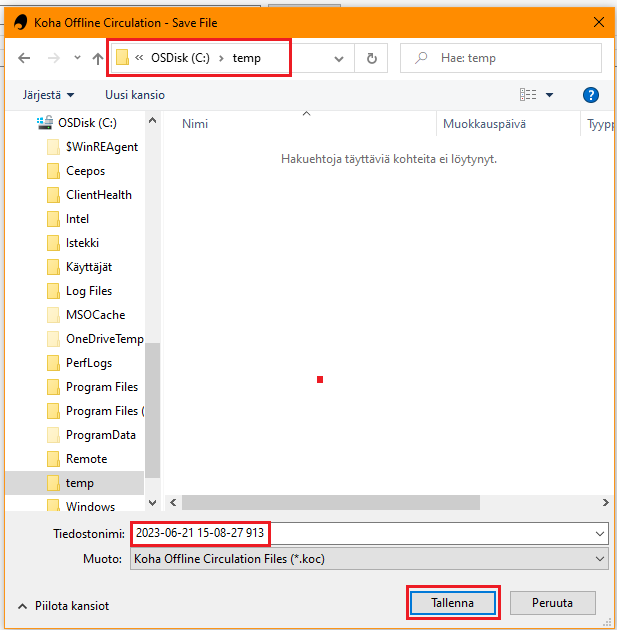 Koha Offline Circulation - Save File
« OSDisk (C:) › temp
Hae: temp
Järjestä
Uusi kansio
?
OSDisk (C:)
$WinREAgent
Ceepos
ClientHealth
Intel
Istekki
Käyttäjät
Log Files
MSOCache
OneDriveTemp
PerfLogs
Program Files
Program Files (
ProgramData
Remote
temp
Windows
Nimi
Muokkauspäivä
Tyypp
Hakuehtoja täyttäviä kohteita ei löytynyt.
Tiedostonimi: 2023-06-21 15-08-27 913
Muoto: Koha Offline Circulation Files (*.koc)
Piilota kansiot
Tallenna
Peruuta